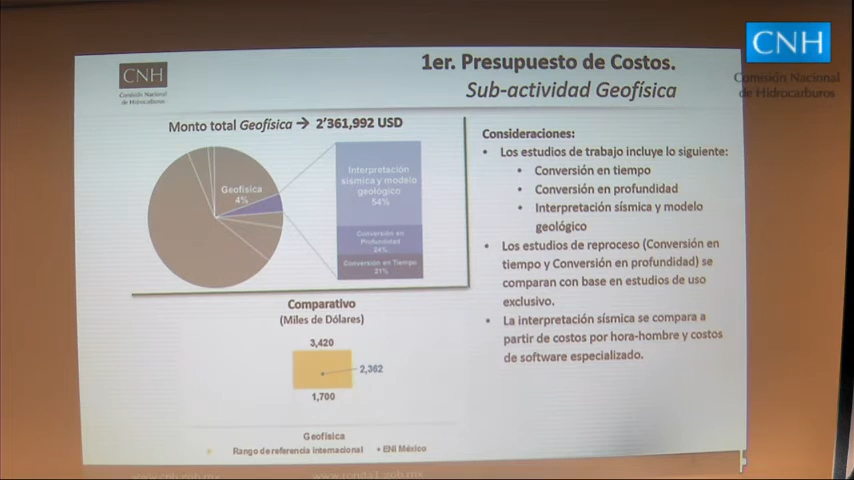 CNH
Comisión Nacional
de Hidrocarburos
1er. Presupuesto de Costos.
Sub-actividad Geofísica
CNH
Comisión Nacional
de Hidrocarburos
Monto total Geofísica → 2'361,992 USD
Geofísica
4%
Interpretación
sísmica y modelo
geológico
54%
Conversión en
Profundidad
24%
Conversión en Tiempo
21%
Comparativo
(Miles de Dólares)
3,420
2,362
1,700
Geofísica
Rango de referencia internacional
ENI México
Consideraciones:
• Los estudios de trabajo incluye lo siguiente:
• Conversión en tiempo
• Conversión en profundidad
• Interpretación sísmica y modelo
geológico
• Los estudios de reproceso (Conversión en
tiempo y Conversión en profundidad) se
comparan con base en estudios de uso
exclusivo.
• La interpretación sísmica se compara a
partir de costos por hora-hombre y costos
de software especializado.